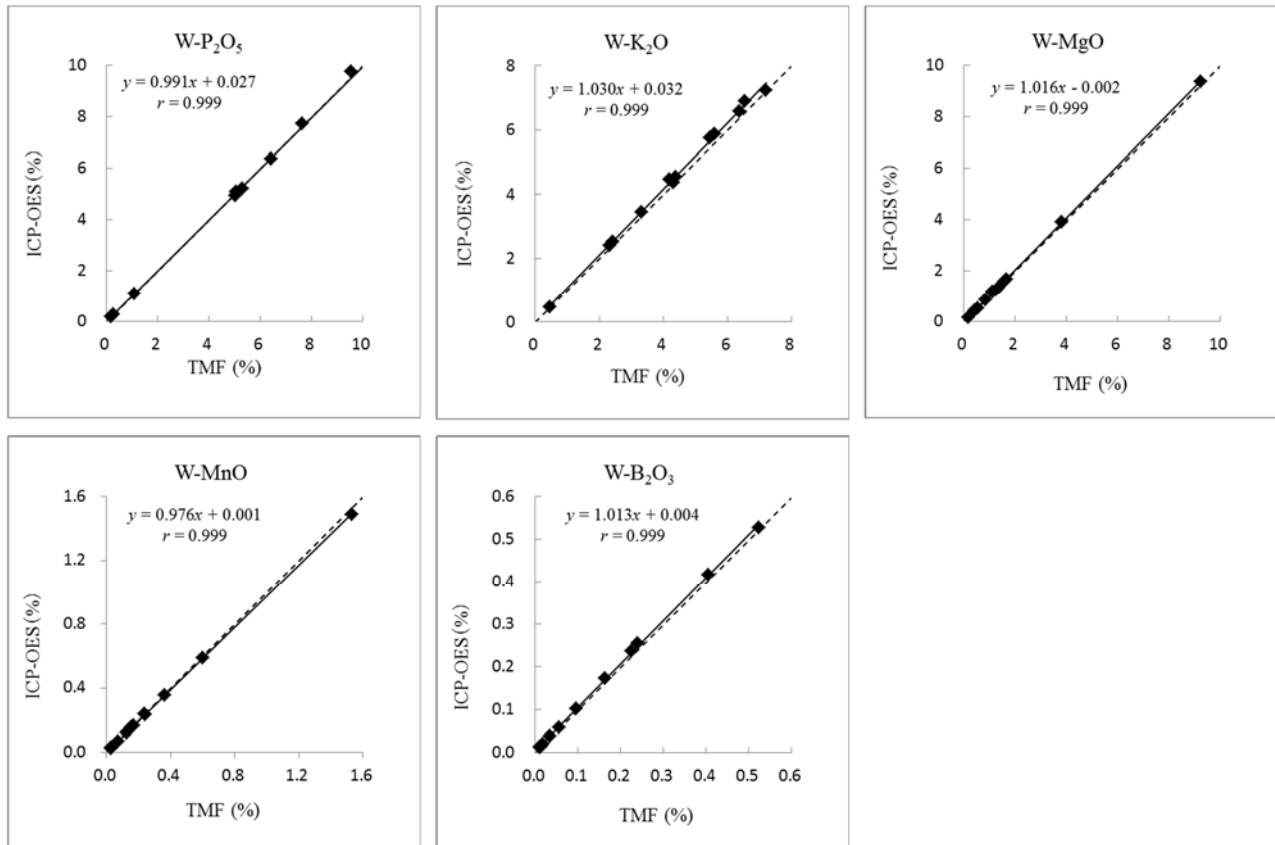 W-P₂O₅
y = 0.991x + 0.027
r = 0.999
10
8
6
4
2
0
ICP-OES (%)
0 2 4 6 8 10
TMF (%)
W-K₂O
y = 1.030x + 0.032
r = 0.999
8
6
4
2
0
ICP-OES (%)
0 2 4 6 8
TMF (%)
W-MgO
y = 1.016x - 0.002
r = 0.999
10
8
6
4
2
0
ICP-OES (%)
0 2 4 6 8 10
TMF (%)
W-MnO
y = 0.976x + 0.001
r = 0.999
1.6
1.2
0.8
0.4
0.0
ICP-OES (%)
0.0 0.4 0.8 1.2 1.6
TMF (%)
W-B₂O₃
y = 1.013x + 0.004
r = 0.999
0.6
0.5
0.4
0.3
0.2
0.1
0.0
ICP-OES (%)
0.0 0.1 0.2 0.3 0.4 0.5 0.6
TMF (%)